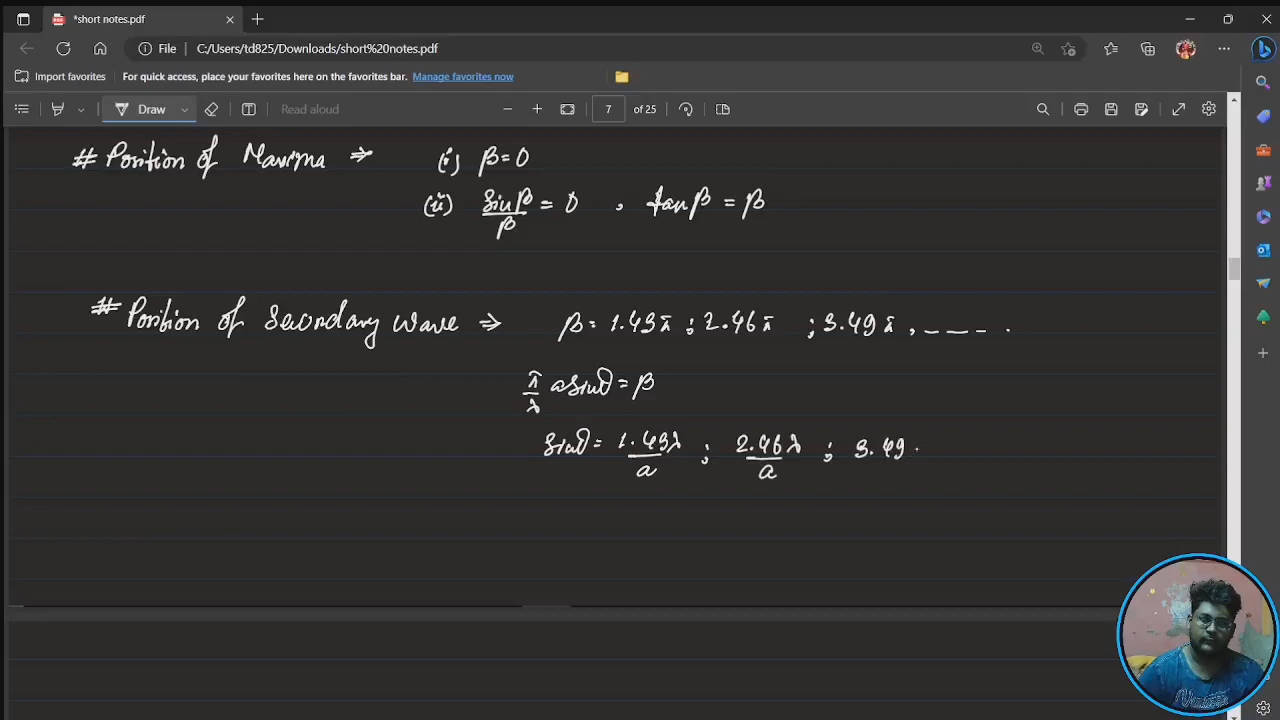 *short notes.pdf
File C:/Users/td825/Downloads/short%20notes.pdf
Import favorites For quick access, place your favorites here on the favorites bar. Manage favorites now
Draw Read aloud 7 of 25
# Position of Maxima ⇒ (i) β = 0
(ii) sinβ/β = 0 , tanβ = β
# Position of Secondary Wave ⇒ β = 1.43π ; 2.46π ; 3.49π , _ _ _ .
π/λ a sinθ = β
sinθ = 1.43λ/a ; 2.46λ/a ; 3.49